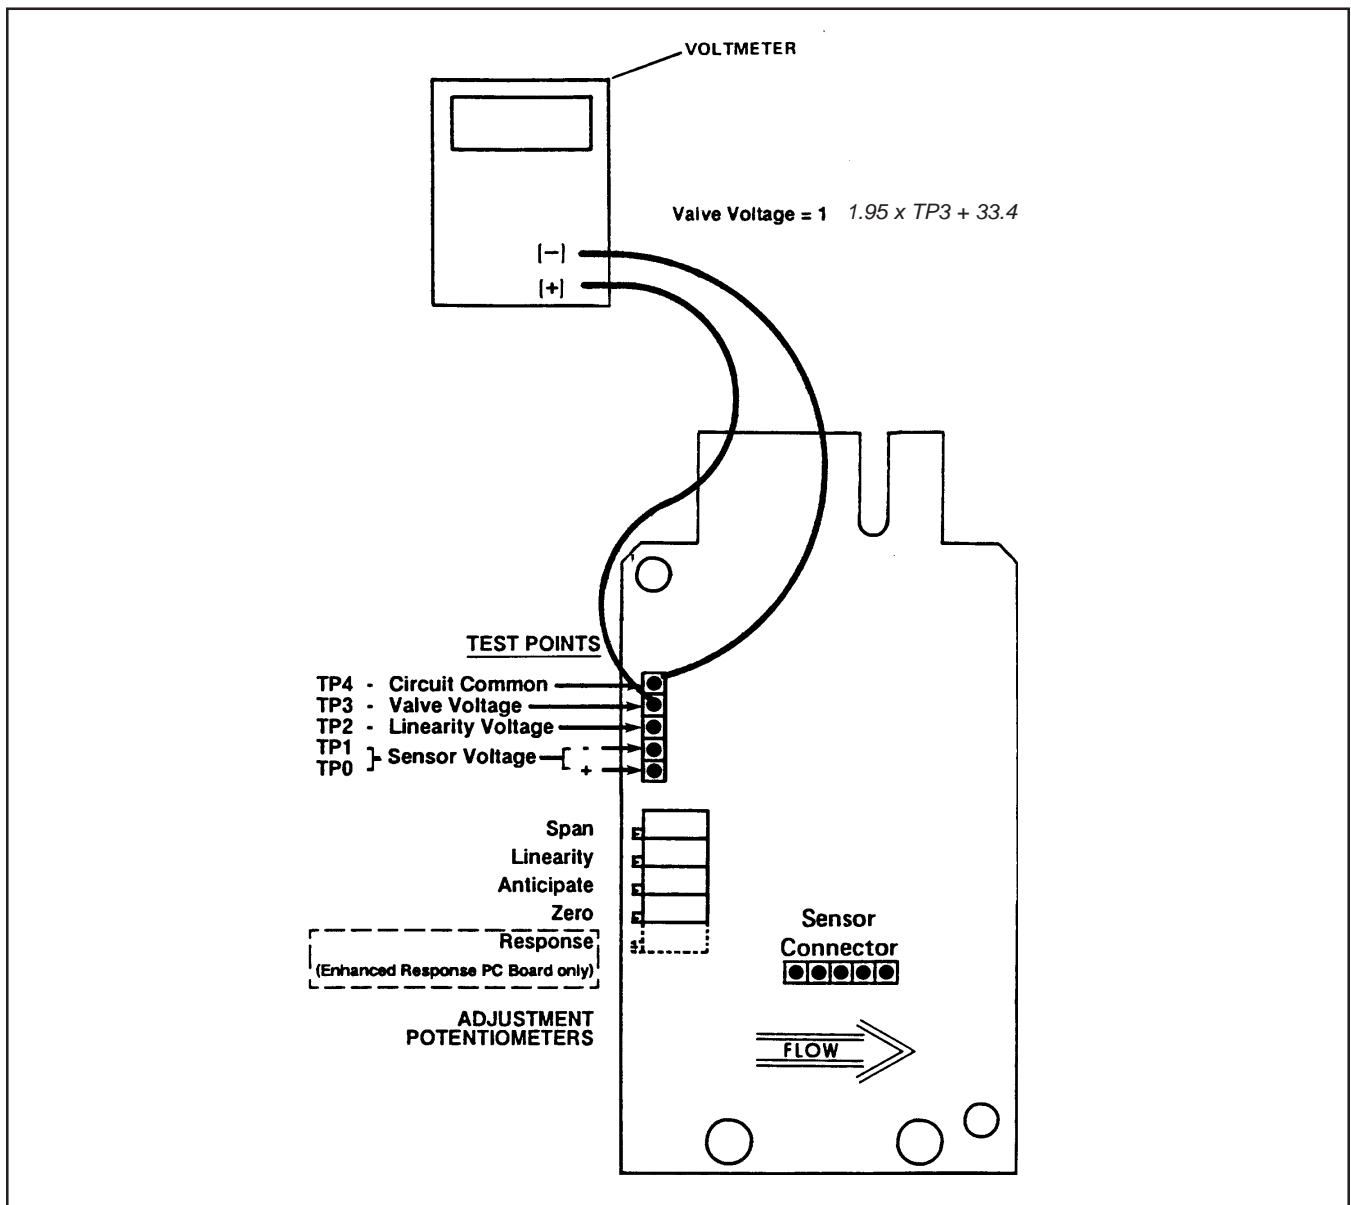 VOLTMETER
Valve Voltage = 1 1.95 x TP3 + 33.4
[−]
[+]
TEST POINTS
TP4 - Circuit Common
TP3 - Valve Voltage
TP2 - Linearity Voltage
TP1 -
Sensor Voltage
TP0 +
Span
Linearity
Anticipate
Zero
Response
(Enhanced Response PC Board only)
ADJUSTMENT
POTENTIOMETERS
Sensor
Connector
FLOW